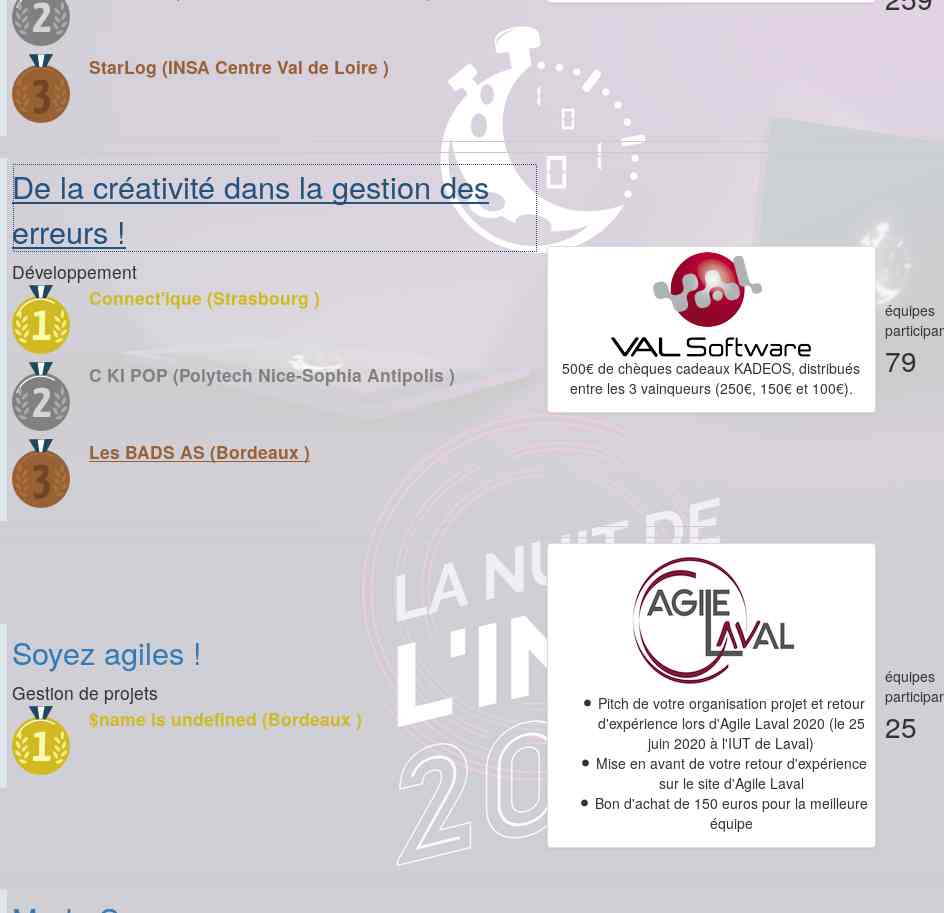 2
259
3
StarLog (INSA Centre Val de Loire )
De la créativité dans la gestion des
erreurs !
Développement
1
Connect'Ique (Strasbourg )
2
C KI POP (Polytech Nice-Sophia Antipolis )
3
Les BADS AS (Bordeaux )
VAL Software
500€ de chèques cadeaux KADEOS, distribués
entre les 3 vainqueurs (250€, 150€ et 100€).
équipes
participan
79
LA NUIT DE
L'IN
20
Soyez agiles !
Gestion de projets
1
$name is undefined (Bordeaux )
AGILE
LAVAL
• Pitch de votre organisation projet et retour
d'expérience lors d'Agile Laval 2020 (le 25
juin 2020 à l'IUT de Laval)
• Mise en avant de votre retour d'expérience
sur le site d'Agile Laval
• Bon d'achat de 150 euros pour la meilleure
équipe
équipes
participan
25